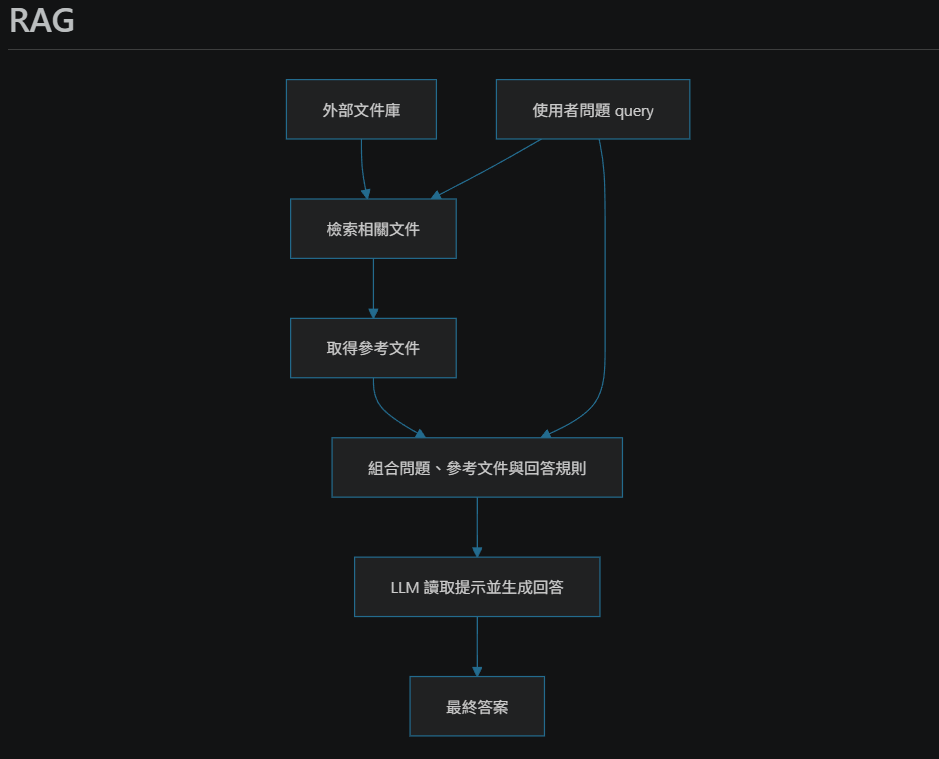 RAG
外部文件庫
使用者問題 query
檢索相關文件
取得參考文件
組合問題、參考文件與回答規則
LLM 讀取提示並生成回答
最終答案